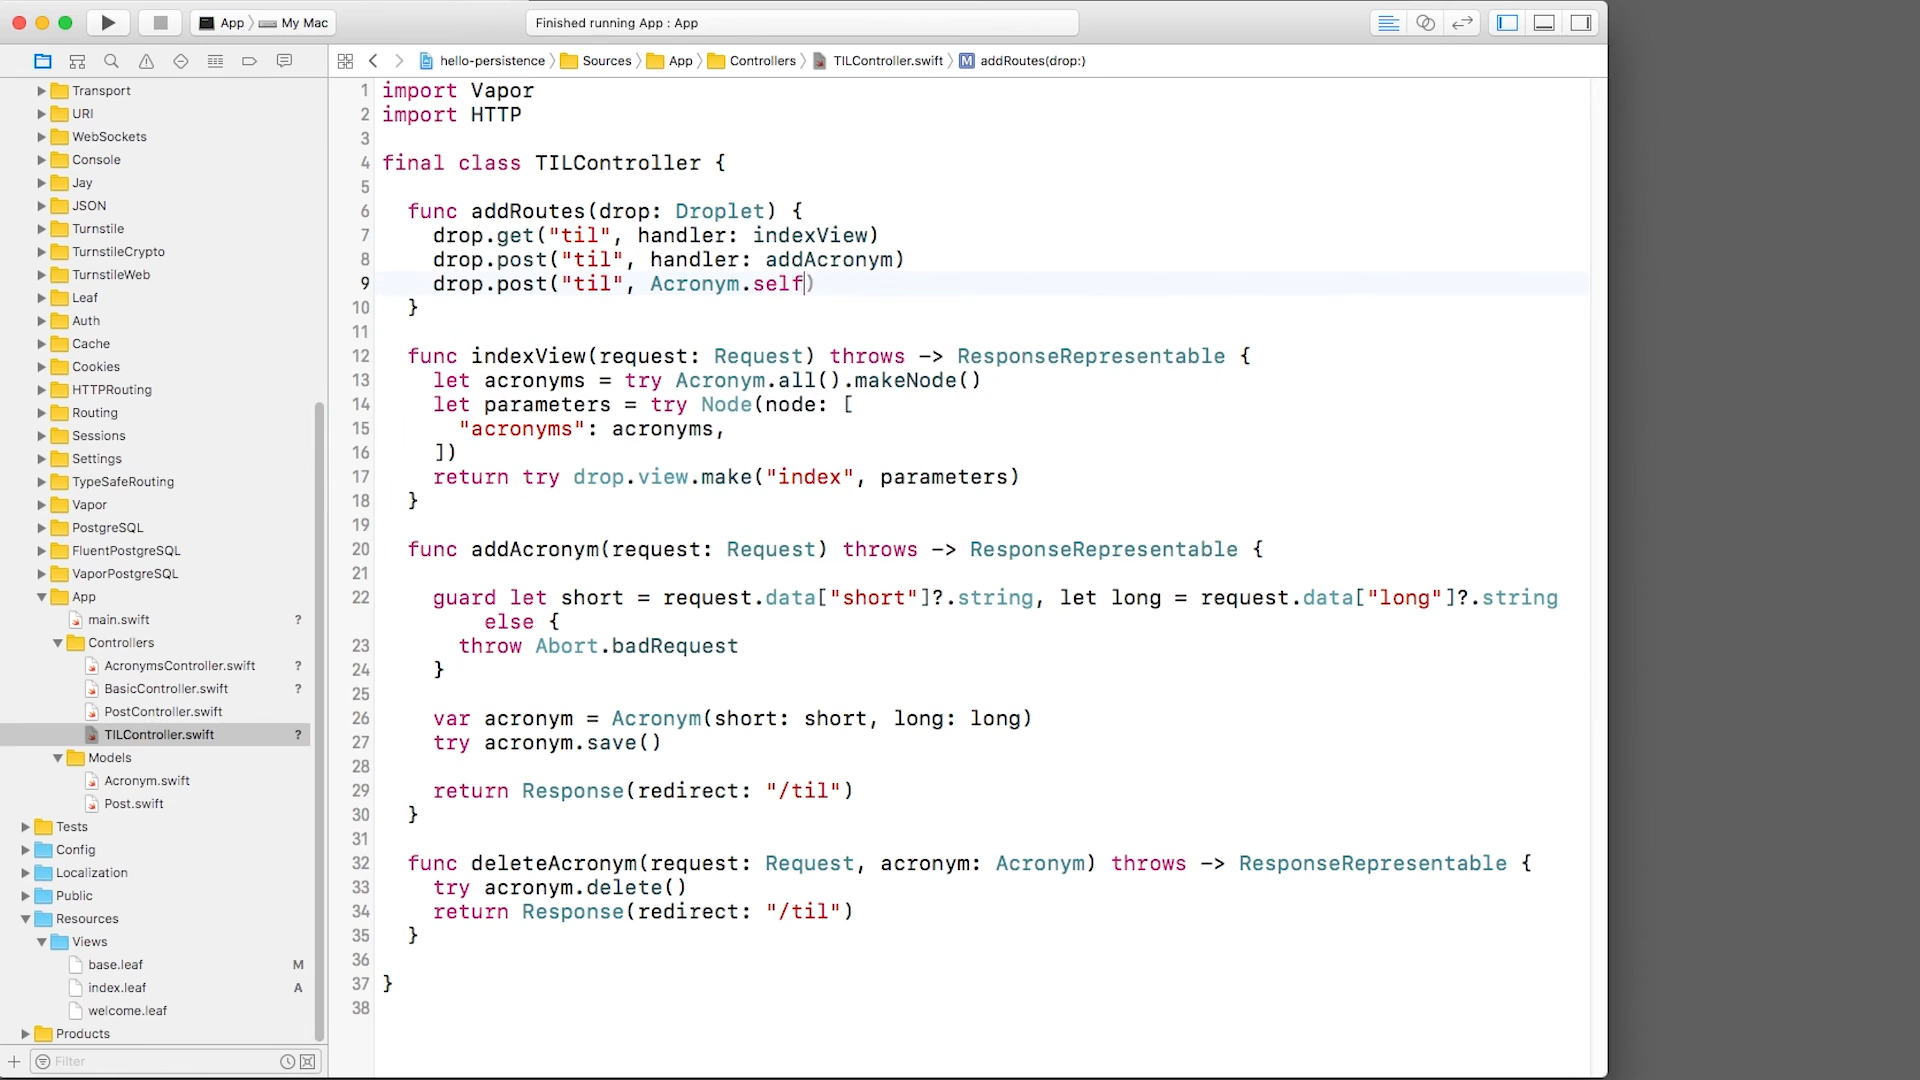 App My Mac
Finished running App : App
hello-persistence Sources App Controllers TILController.swift M addRoutes(drop:)
Transport
URI
WebSockets
Console
Jay
JSON
Turnstile
TurnstileCrypto
TurnstileWeb
Leaf
Auth
Cache
Cookies
HTTPRouting
Routing
Sessions
Settings
TypeSafeRouting
Vapor
PostgreSQL
FluentPostgreSQL
VaporPostgreSQL
App
main.swift ?
Controllers
AcronymsController.swift ?
BasicController.swift ?
PostController.swift
TILController.swift ?
Models
Acronym.swift
Post.swift
Tests
Config
Localization
Public
Resources
Views
base.leaf M
index.leaf A
welcome.leaf
Products
Filter
1 import Vapor
2 import HTTP
3
4 final class TILController {
5
6 func addRoutes(drop: Droplet) {
7 drop.get("til", handler: indexView)
8 drop.post("til", handler: addAcronym)
9 drop.post("til", Acronym.self)
10 }
11
12 func indexView(request: Request) throws -> ResponseRepresentable {
13 let acronyms = try Acronym.all().makeNode()
14 let parameters = try Node(node: [
15 "acronyms": acronyms,
16 ])
17 return try drop.view.make("index", parameters)
18 }
19
20 func addAcronym(request: Request) throws -> ResponseRepresentable {
21
22 guard let short = request.data["short"]?.string, let long = request.data["long"]?.string
else {
23 throw Abort.badRequest
24 }
25
26 var acronym = Acronym(short: short, long: long)
27 try acronym.save()
28
29 return Response(redirect: "/til")
30 }
31
32 func deleteAcronym(request: Request, acronym: Acronym) throws -> ResponseRepresentable {
33 try acronym.delete()
34 return Response(redirect: "/til")
35 }
36
37 }
38